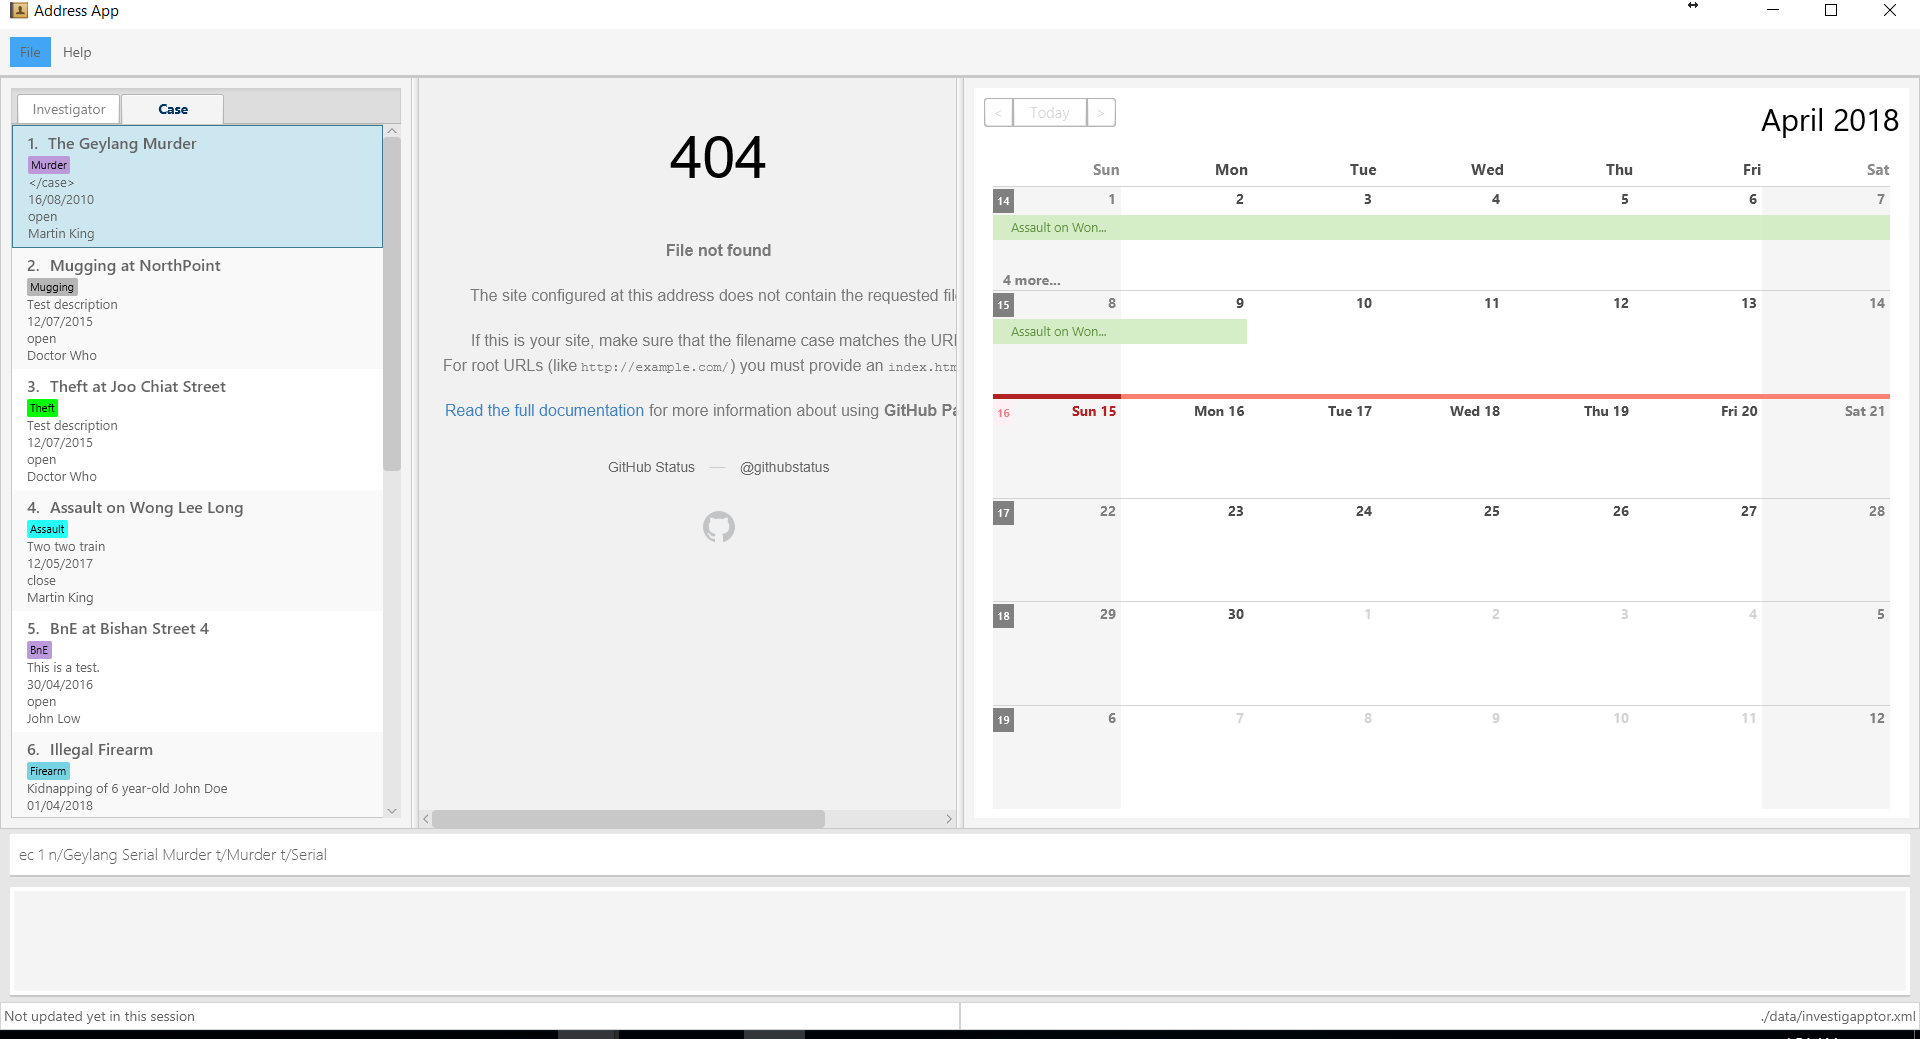 Address App
File Help
Investigator Case
1. The Geylang Murder
Murder
</case>
16/08/2010
open
Martin King
2. Mugging at NorthPoint
Mugging
Test description
12/07/2015
open
Doctor Who
3. Theft at Joo Chiat Street
Theft
Test description
12/07/2015
open
Doctor Who
4. Assault on Wong Lee Long
Assault
Two two train
12/05/2017
close
Martin King
5. BnE at Bishan Street 4
BnE
This is a test.
30/04/2016
open
John Low
6. Illegal Firearm
Firearm
Kidnapping of 6 year-old John Doe
01/04/2018
404
File not found
The site configured at this address does not contain the requested fil
If this is your site, make sure that the filename case matches the URL
For root URLs (like http://example.com/) you must provide an index.htm
Read the full documentation for more information about using GitHub Pa
GitHub Status — @githubstatus
< Today >
April 2018
Sun Mon Tue Wed Thu Fri Sat
14 1 2 3 4 5 6 7
Assault on Won...
4 more...
15 8 9 10 11 12 13 14
Assault on Won...
16 Sun 15 Mon 16 Tue 17 Wed 18 Thu 19 Fri 20 Sat 21
17 22 23 24 25 26 27 28
18 29 30 1 2 3 4 5
19 6 7 8 9 10 11 12
ec 1 n/Geylang Serial Murder t/Murder t/Serial
Not updated yet in this session
./data/investigapptor.xml